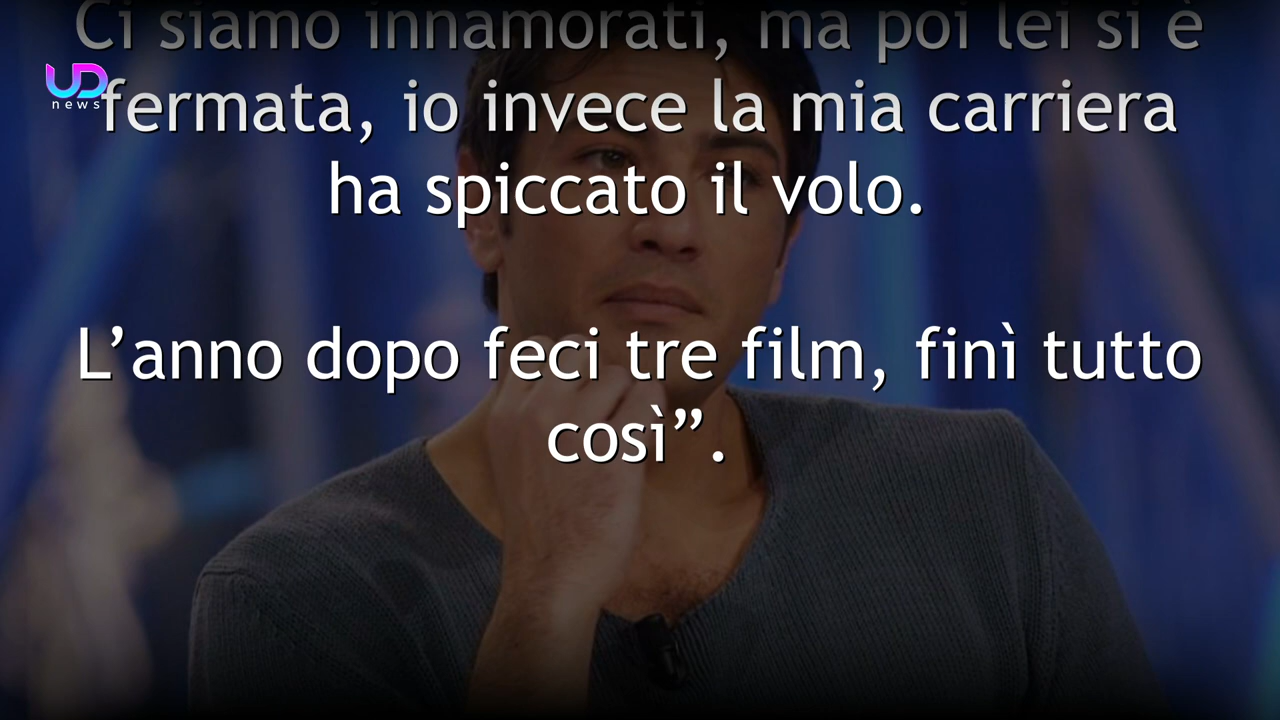 Ci siamo innamorati, ma poi lei si è
UD
news
fermata, io invece la mia carriera
ha spiccato il volo.
L’anno dopo feci tre film, finì tutto
così”.